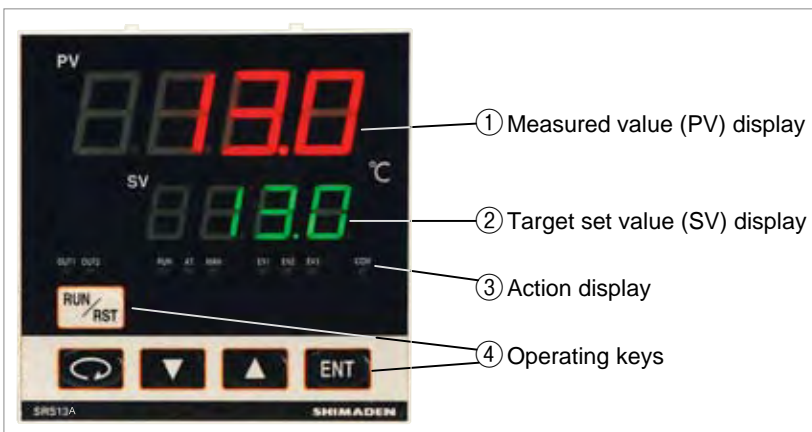 PV
13.0
① Measured value (PV) display
℃
SV
13.0
② Target set value (SV) display
OUT1 OUT2 RUN AT MAN EV1 EV2 EV3 COM
③ Action display
RUN/RST
④ Operating keys
ENT
SRS13A SHIMADEN